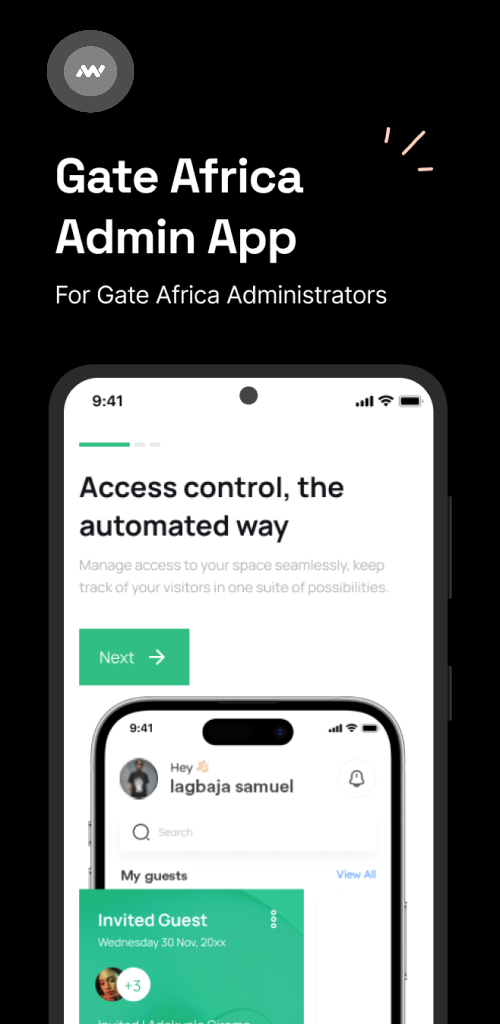 Gate Africa
Admin App
For Gate Africa Administrators
9:41
Access control, the
automated way
Manage access to your space seamlessly, keep
track of your visitors in one suite of possibilities.
Next
9:41
Hey 👋🏻
lagbaja samuel
Search
My guests
View All
Invited Guest
Wednesday 30 Nov, 20xx
+3